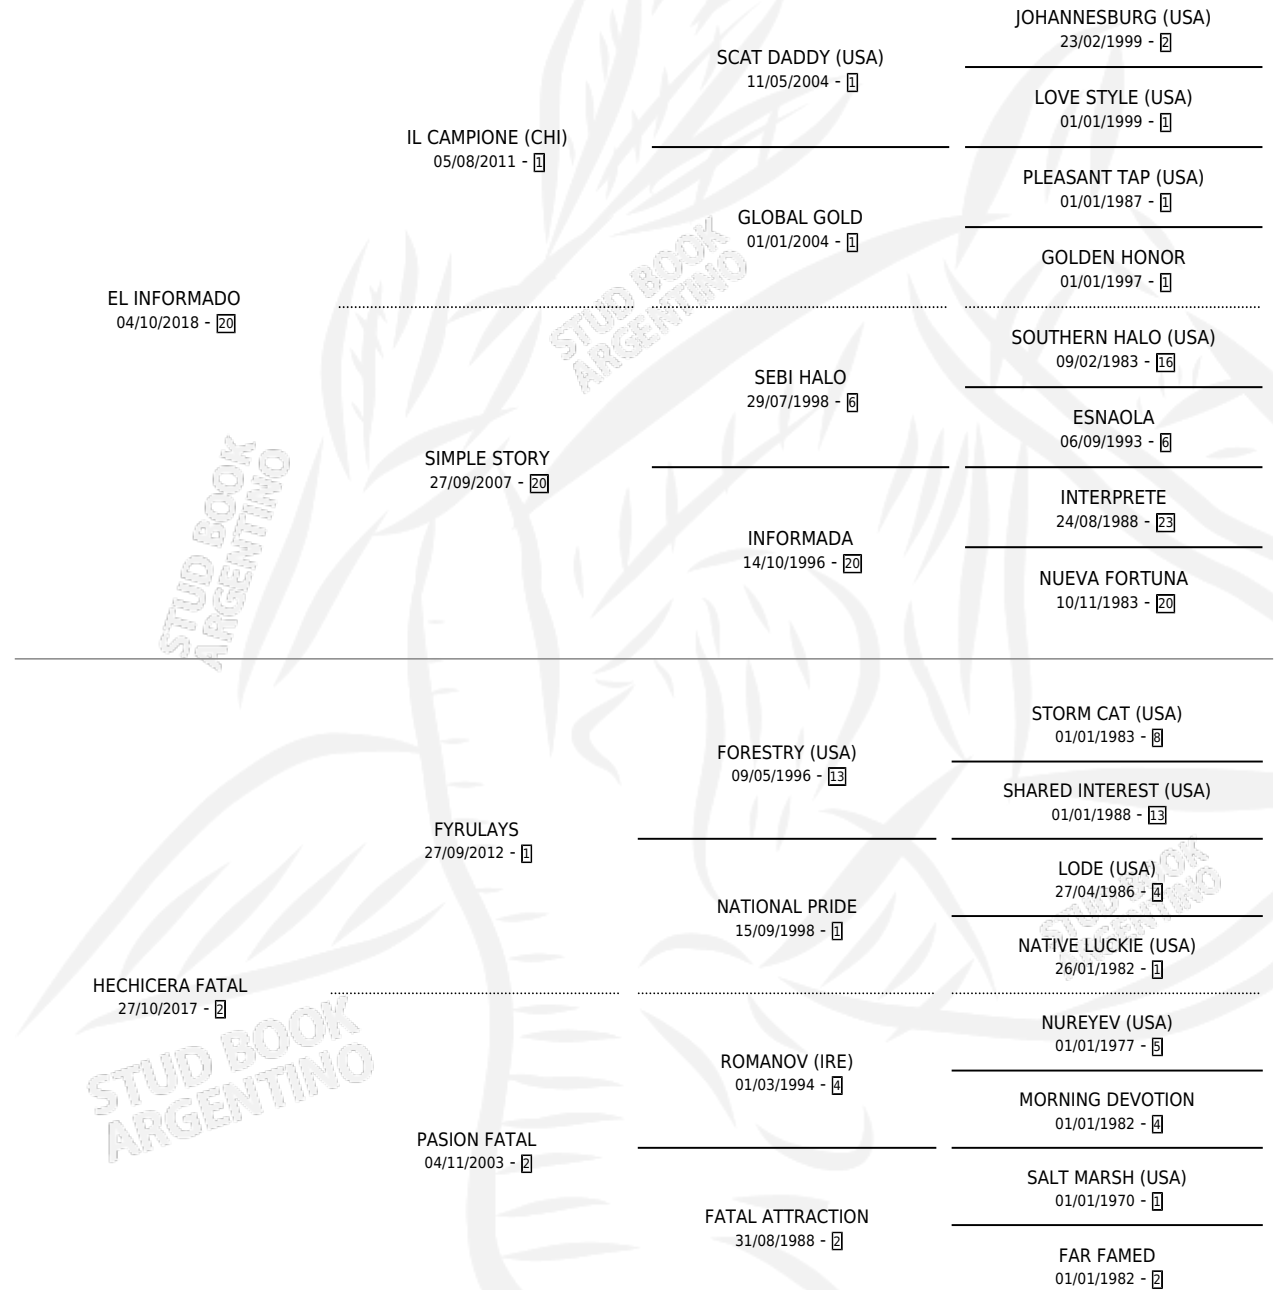 JOHANNESBURG (USA)
23/02/1999 - 2
SCAT DADDY (USA)
11/05/2004 - 1
LOVE STYLE (USA)
01/01/1999 - 1
IL CAMPIONE (CHI)
05/08/2011 - 1
PLEASANT TAP (USA)
01/01/1987 - 1
GLOBAL GOLD
01/01/2004 - 1
GOLDEN HONOR
01/01/1997 - 1
EL INFORMADO
04/10/2018 - 20
SOUTHERN HALO (USA)
09/02/1983 - 16
SEBI HALO
29/07/1998 - 6
ESNAOLA
06/09/1993 - 6
SIMPLE STORY
27/09/2007 - 20
INTERPRETE
24/08/1988 - 23
INFORMADA
14/10/1996 - 20
NUEVA FORTUNA
10/11/1983 - 20
STUD BOOK
ARGENTINO
STUD BOOK
ARGENTINO
STORM CAT (USA)
01/01/1983 - 8
FORESTRY (USA)
09/05/1996 - 13
SHARED INTEREST (USA)
01/01/1988 - 13
FYRULAYS
27/09/2012 - 1
LODE (USA)
27/04/1986 - 4
NATIONAL PRIDE
15/09/1998 - 1
NATIVE LUCKIE (USA)
26/01/1982 - 1
HECHICERA FATAL
27/10/2017 - 2
NUREYEV (USA)
01/01/1977 - 5
ROMANOV (IRE)
01/03/1994 - 4
MORNING DEVOTION
01/01/1982 - 4
PASION FATAL
04/11/2003 - 2
SALT MARSH (USA)
01/01/1970 - 1
FATAL ATTRACTION
31/08/1988 - 2
FAR FAMED
01/01/1982 - 2
STUD BOOK
ARGENTINO
STUD BOOK
ARGENTINO